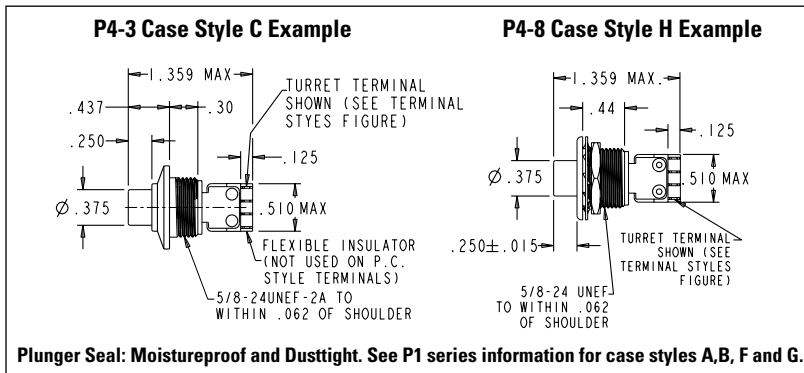 P4-3 Case Style C Example
1.359 MAX
.437
.30
.250
TURRET TERMINAL
SHOWN (SEE TERMINAL
STYES FIGURE)
.125
Ø.375
.510 MAX
FLEXIBLE INSULATOR
(NOT USED ON P.C.
STYLE TERMINALS)
5/8-24UNEF-2A TO
WITHIN .062 OF SHOULDER
P4-8 Case Style H Example
1.359 MAX.
.44
.125
Ø.375
.510 MAX
.250±.015
TURRET TERMINAL
SHOWN (SEE
TERMINAL STYLES
FIGURE)
5/8-24 UNEF
TO WITHIN .062
OF SHOULDER
Plunger Seal: Moistureproof and Dusttight. See P1 series information for case styles A,B, F and G.